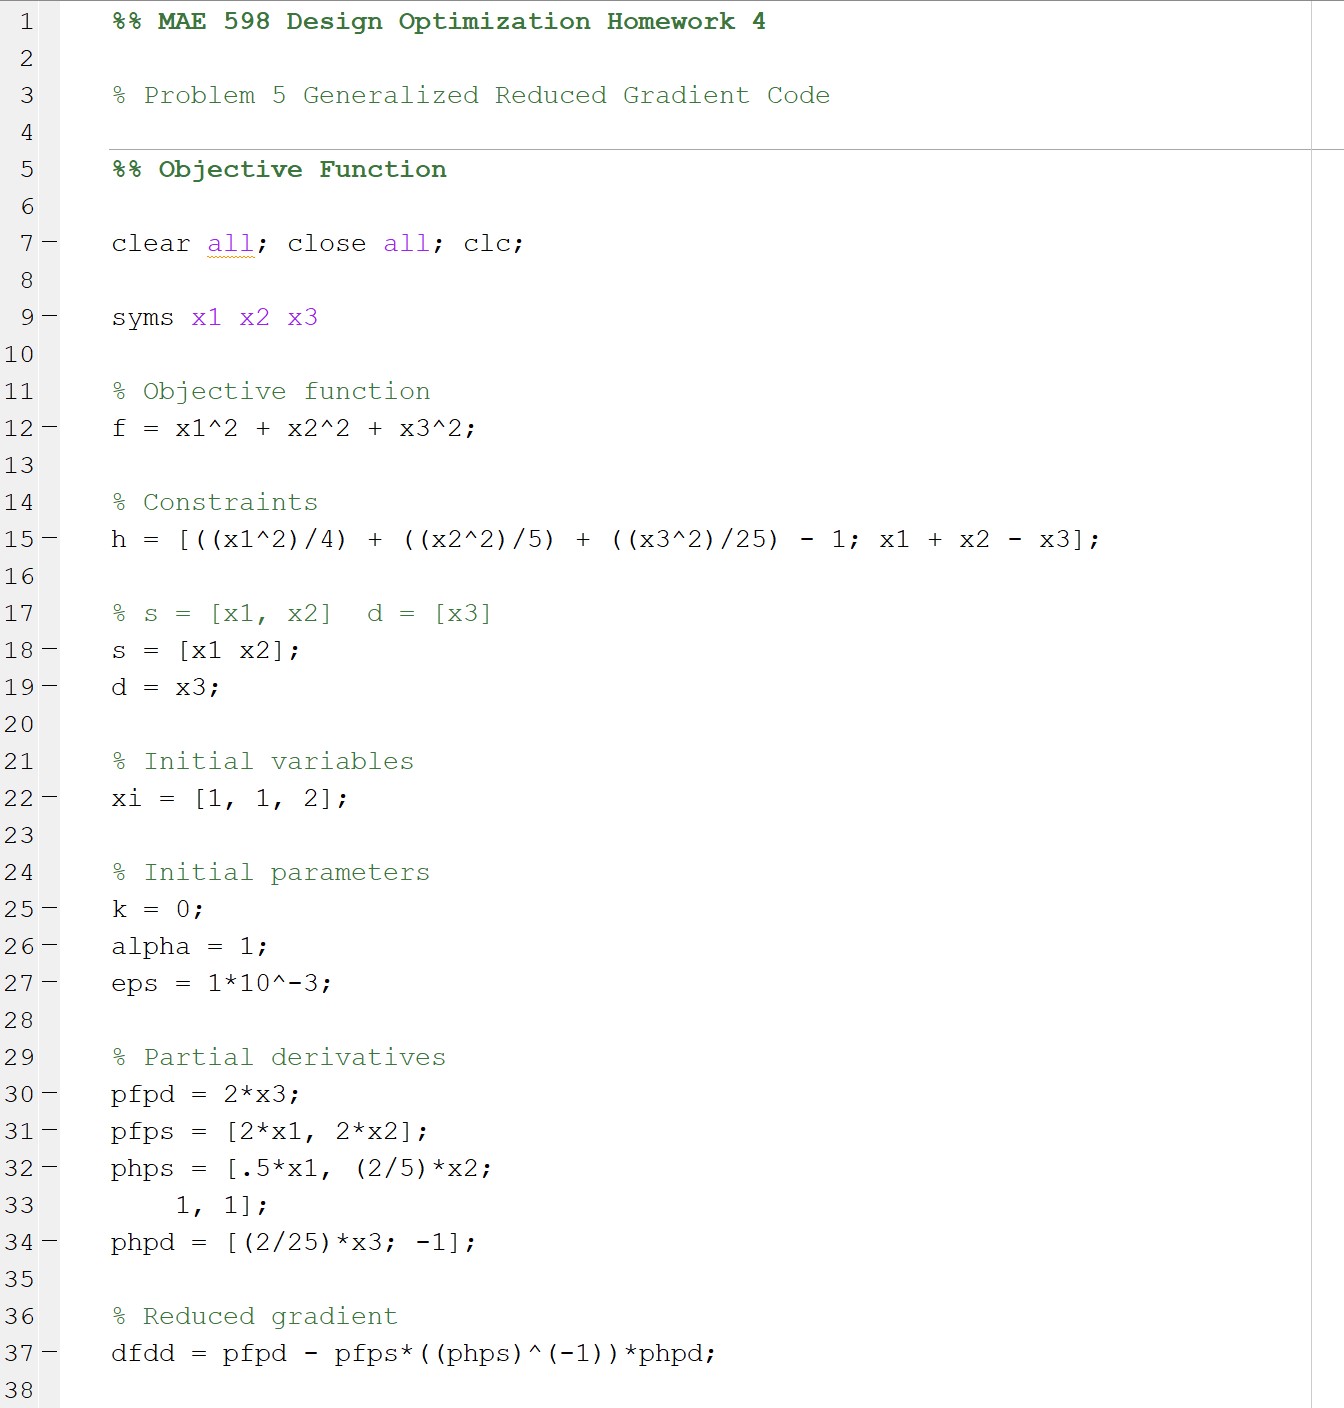 1 %% MAE 598 Design Optimization Homework 4
2
3 % Problem 5 Generalized Reduced Gradient Code
4
5 %% Objective Function
6
7 — clear all; close all; clc;
8
9 — syms x1 x2 x3
10
11 % Objective function
12 — f = x1^2 + x2^2 + x3^2;
13
14 % Constraints
15 — h = [((x1^2)/4) + ((x2^2)/5) + ((x3^2)/25) - 1; x1 + x2 - x3];
16
17 % s = [x1, x2]  d = [x3]
18 — s = [x1 x2];
19 — d = x3;
20
21 % Initial variables
22 — xi = [1, 1, 2];
23
24 % Initial parameters
25 — k = 0;
26 — alpha = 1;
27 — eps = 1*10^-3;
28
29 % Partial derivatives
30 — pfpd = 2*x3;
31 — pfps = [2*x1, 2*x2];
32 — phps = [.5*x1, (2/5)*x2;
33 1, 1];
34 — phpd = [(2/25)*x3; -1];
35
36 % Reduced gradient
37 — dfdd = pfpd - pfps*((phps)^(-1))*phpd;
38